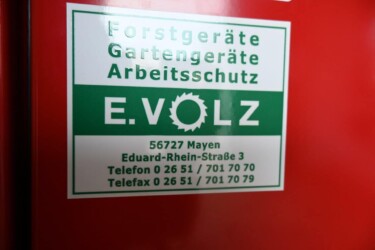 Forstgeräte
Gartengeräte
Arbeitsschutz
E.VOLZ
56727 Mayen
Eduard-Rhein-Straße 3
Telefon 0 26 51 / 701 70 70
Telefax 0 26 51 / 701 70 79